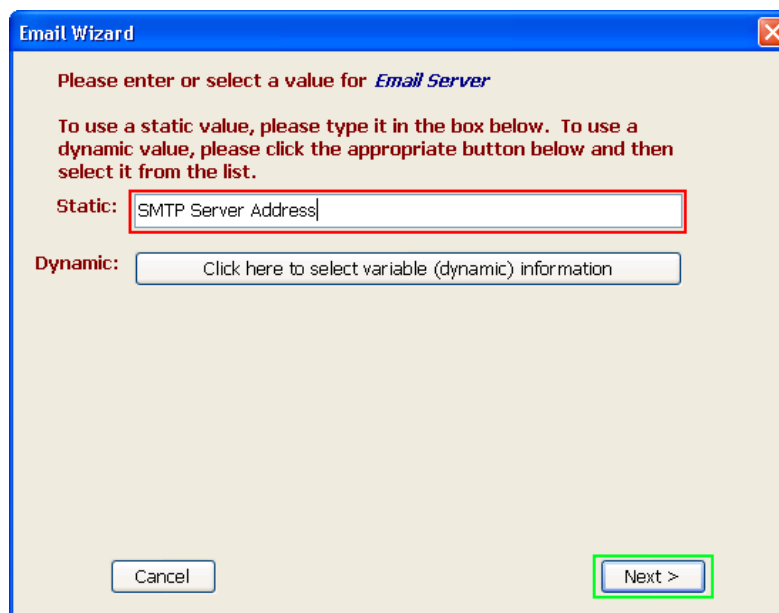 Email Wizard
Please enter or select a value for Email Server
To use a static value, please type it in the box below. To use a
dynamic value, please click the appropriate button below and then
select it from the list.
Static: SMTP Server Address
Dynamic: Click here to select variable (dynamic) information
Cancel Next >